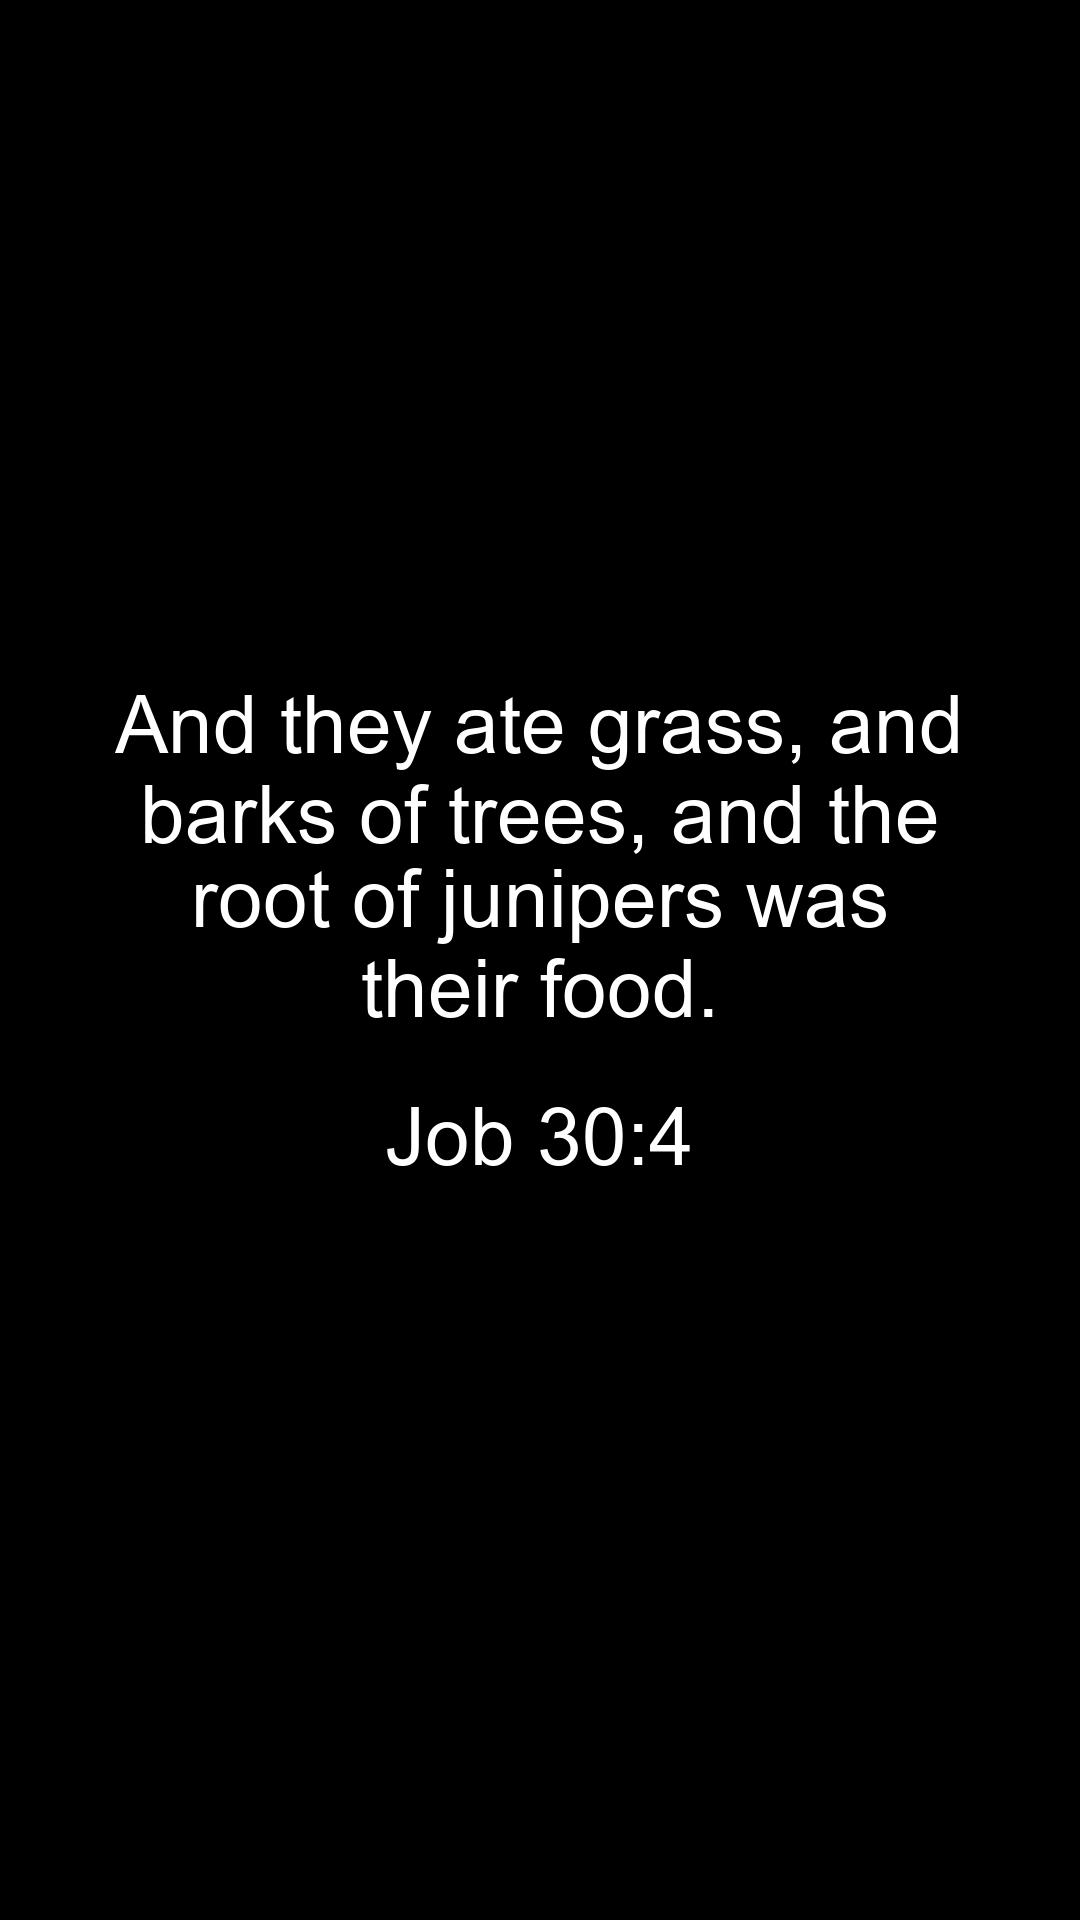 And they ate grass, and
barks of trees, and the
root of junipers was
their food.
Job 30:4